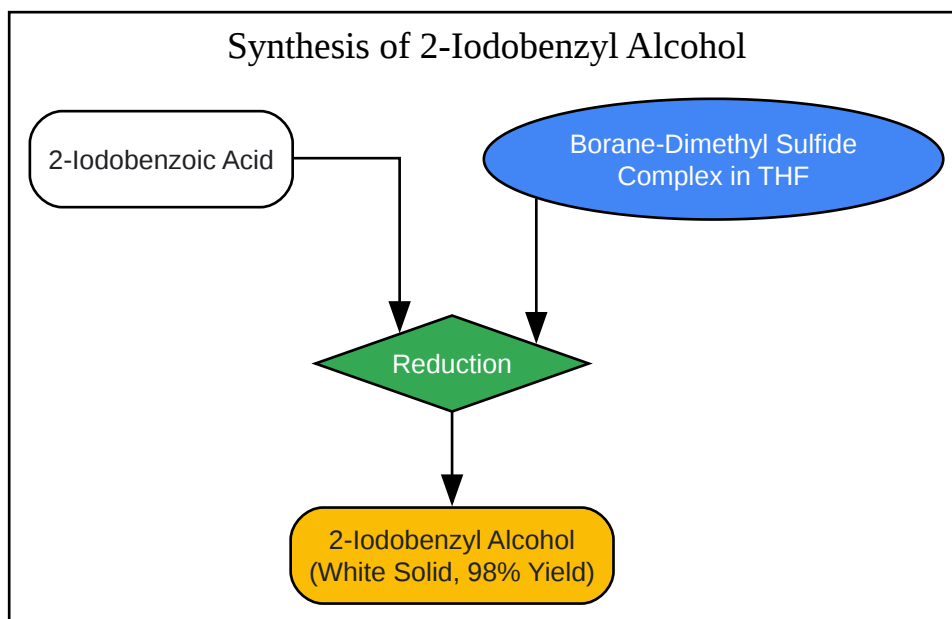 Synthesis of 2-Iodobenzyl Alcohol
2-Iodobenzoic Acid
Borane-Dimethyl Sulfide
Complex in THF
Reduction
2-Iodobenzyl Alcohol
(White Solid, 98% Yield)